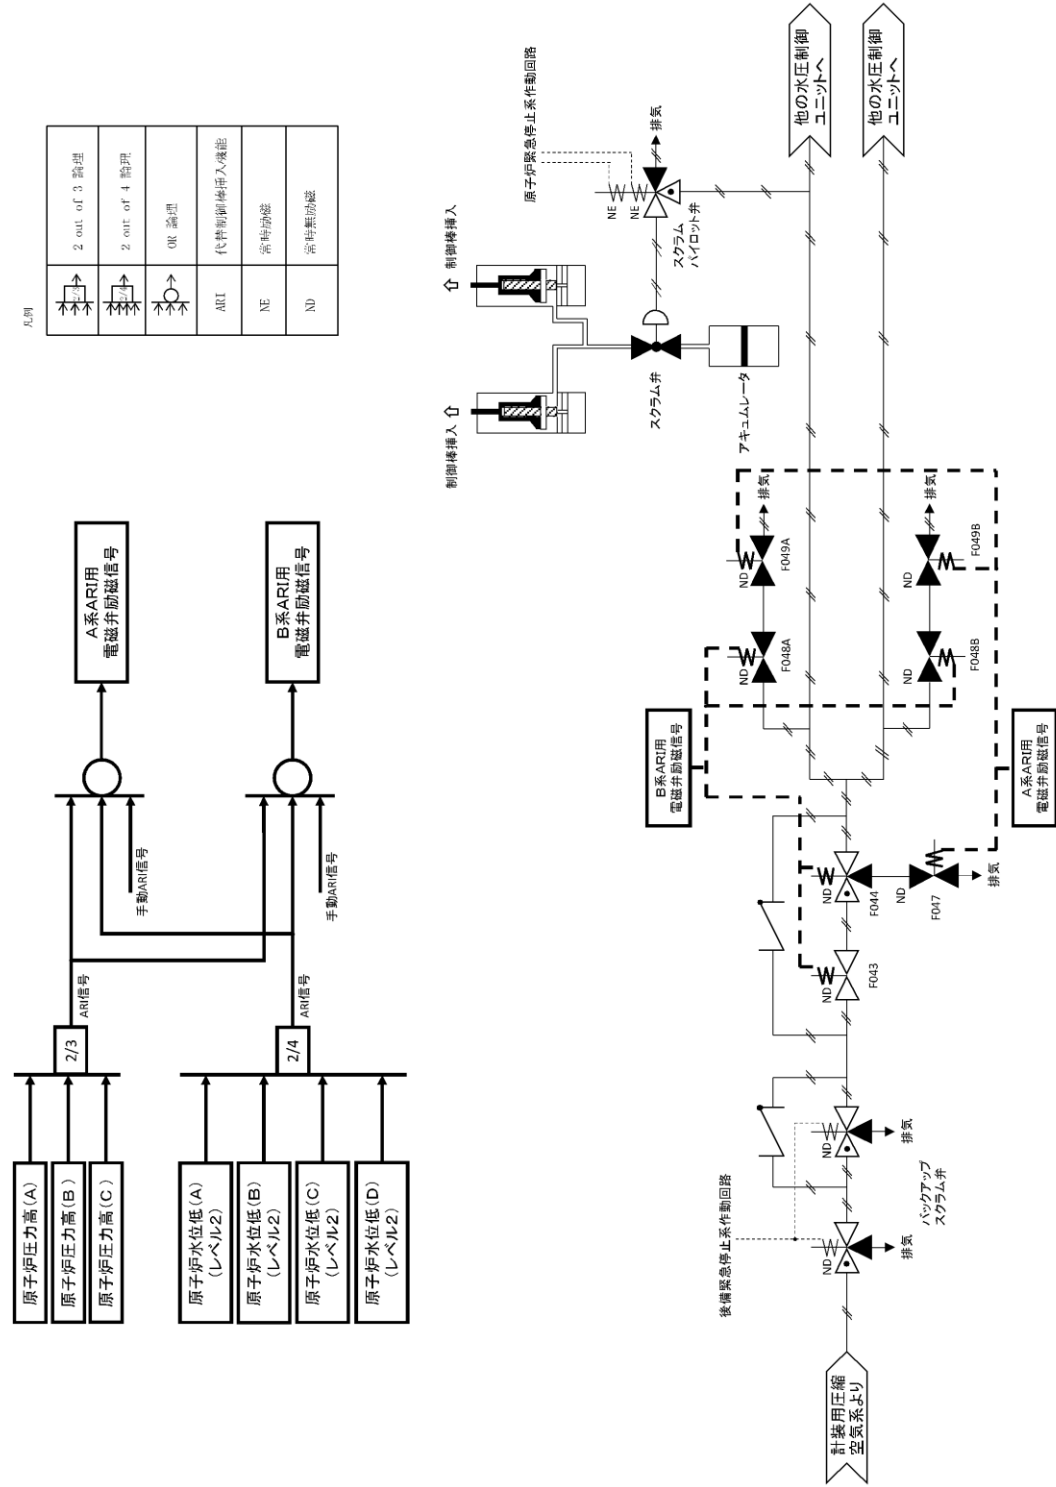 凡例
2/3
2 out of 3 論理
2/4
2 out of 4 論理
OR 論理
ARI
代替制御棒挿入機能
NE
常時励磁
ND
常時無励磁
原子炉圧力高(A)
原子炉圧力高(B)
原子炉圧力高(C)
2/3
ARI信号
原子炉水位低(A)
(レベル2)
原子炉水位低(B)
(レベル2)
原子炉水位低(C)
(レベル2)
原子炉水位低(D)
(レベル2)
2/4
ARI信号
手動ARI信号
手動ARI信号
A系ARI用
電磁弁励磁信号
B系ARI用
電磁弁励磁信号
制御棒挿入
制御棒挿入
原子炉緊急停止系作動回路
NE
NE
排気
スクラム
パイロット弁
スクラム弁
アキュムレータ
他の水圧制御
ユニットへ
他の水圧制御
ユニットへ
B系ARI用
電磁弁励磁信号
ND
F048A
ND
F049A
排気
ND
F048B
ND
F049B
排気
A系ARI用
電磁弁励磁信号
ND
F043
ND
F044
ND
F047
排気
後備緊急停止系作動回路
ND
排気
ND
排気
バックアップ
スクラム弁
計装用圧縮
空気系より